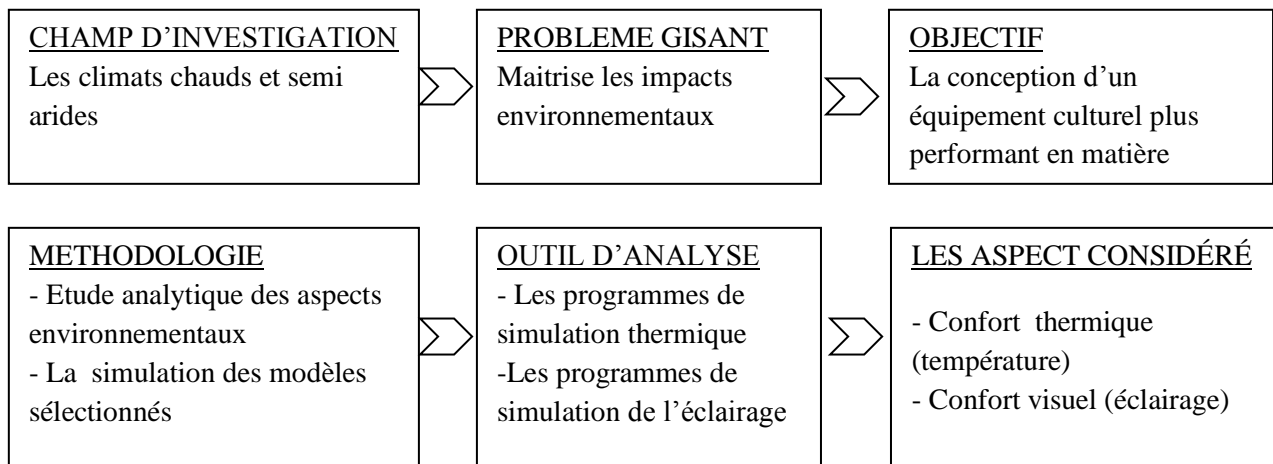 CHAMP D’INVESTIGATION
Les climats chauds et semi
arides
PROBLEME GISANT
Maitrise les impacts
environnementaux
OBJECTIF
La conception d’un
équipement culturel plus
performant en matière
METHODOLOGIE
- Etude analytique des aspects
environnementaux
- La simulation des modèles
sélectionnés
OUTIL D’ANALYSE
- Les programmes de
simulation thermique
-Les programmes de
simulation de l’éclairage
LES ASPECT CONSIDÉRÉ
- Confort thermique
(température)
- Confort visuel (éclairage)